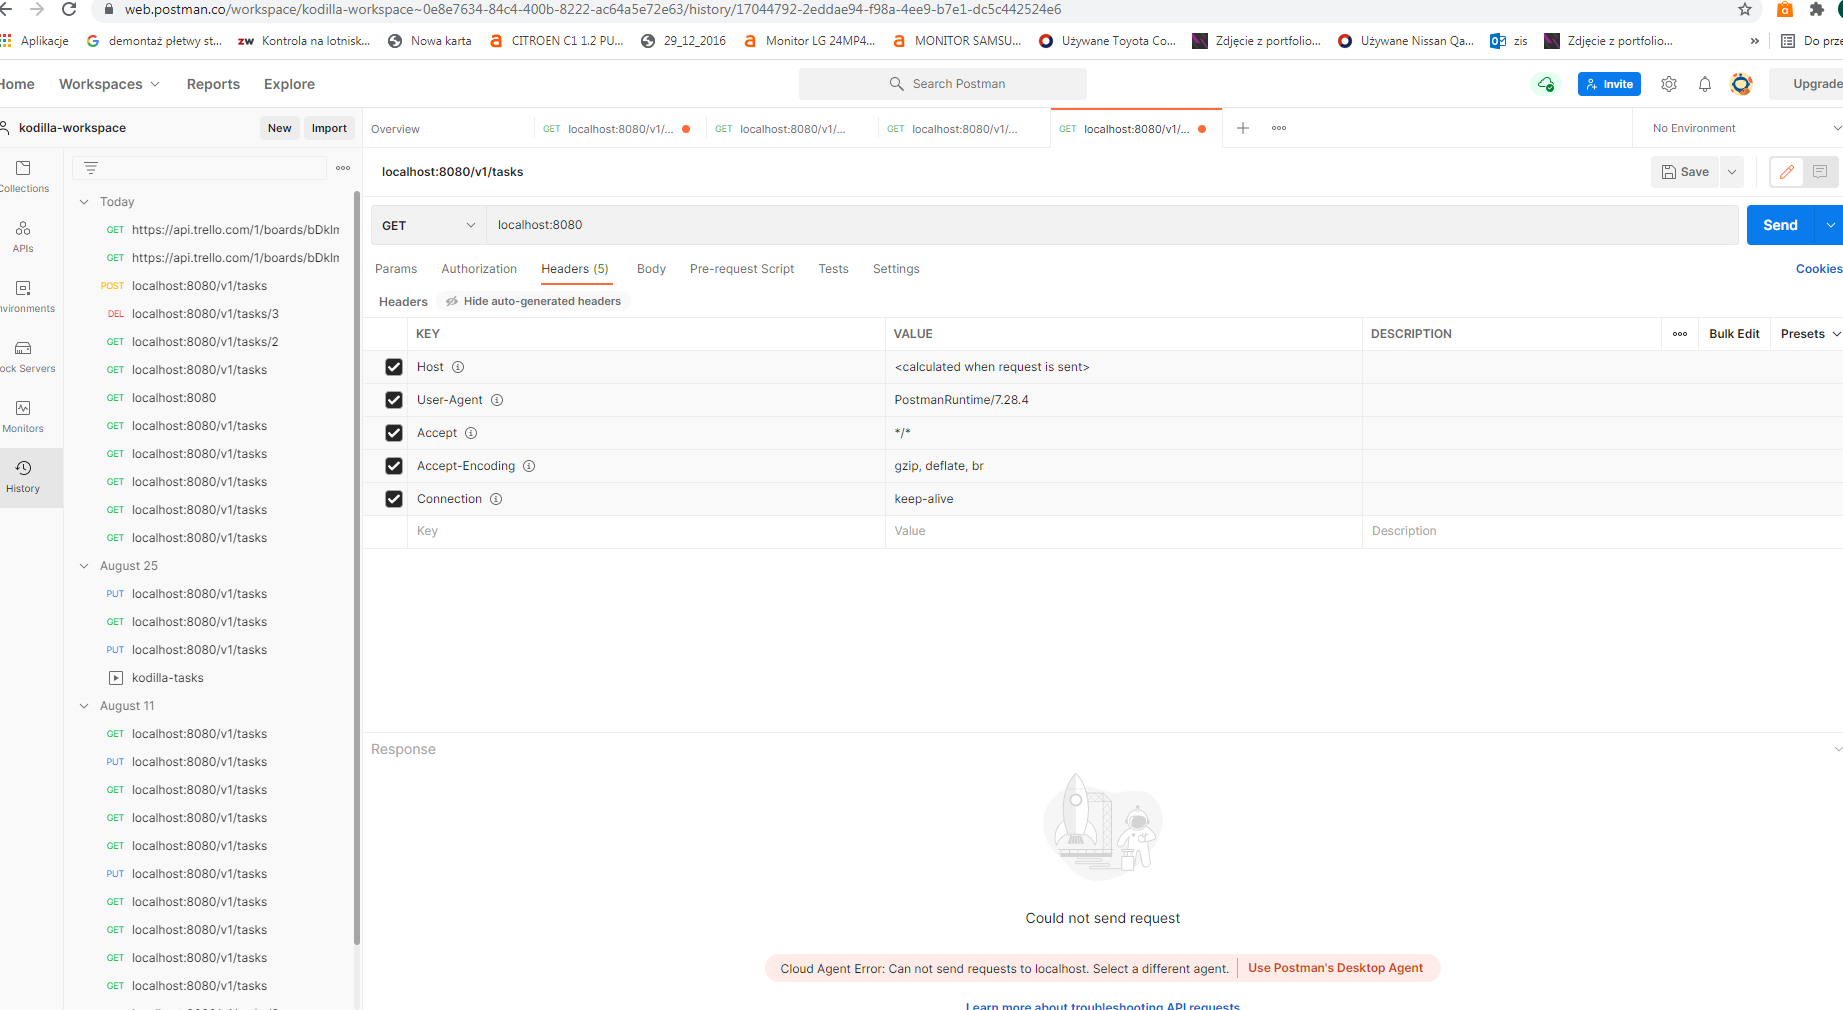 web.postman.co/workspace/kodilla-workspace~0e8e7634-84c4-400b-8222-ac64a5e72e63/history/17044792-2eddae94-f98a-4ee9-b7e1-dc5c442524e6
Aplikacje demontaż płetwy st... Kontrola na lotnisk... Nowa karta CITROEN C1 1.2 PU... 29_12_2016 Monitor LG 24MP4... MONITOR SAMSU... Używane Toyota Co... Zdjęcie z portfolio... Używane Nissan Qa... zis Zdjęcie z portfolio... » Do prze
Home Workspaces Reports Explore Search Postman Invite Upgrade
kodilla-workspace New Import Overview GET localhost:8080/v1/... GET localhost:8080/v1/... GET localhost:8080/v1/... GET localhost:8080/v1/... No Environment
Collections
APIs
nvironments
ock Servers
Monitors
History
Today
GET https://api.trello.com/1/boards/bDklm
GET https://api.trello.com/1/boards/bDklm
POST localhost:8080/v1/tasks
DEL localhost:8080/v1/tasks/3
GET localhost:8080/v1/tasks/2
GET localhost:8080/v1/tasks
GET localhost:8080
GET localhost:8080/v1/tasks
GET localhost:8080/v1/tasks
GET localhost:8080/v1/tasks
GET localhost:8080/v1/tasks
GET localhost:8080/v1/tasks
August 25
PUT localhost:8080/v1/tasks
GET localhost:8080/v1/tasks
PUT localhost:8080/v1/tasks
kodilla-tasks
August 11
GET localhost:8080/v1/tasks
PUT localhost:8080/v1/tasks
GET localhost:8080/v1/tasks
GET localhost:8080/v1/tasks
GET localhost:8080/v1/tasks
PUT localhost:8080/v1/tasks
GET localhost:8080/v1/tasks
GET localhost:8080/v1/tasks
GET localhost:8080/v1/tasks
GET localhost:8080/v1/tasks
localhost:8080/v1/tasks Save
GET localhost:8080 Send
Params Authorization Headers (5) Body Pre-request Script Tests Settings Cookies
Headers Hide auto-generated headers
KEY VALUE DESCRIPTION Bulk Edit Presets
Host <calculated when request is sent>
User-Agent PostmanRuntime/7.28.4
Accept */*
Accept-Encoding gzip, deflate, br
Connection keep-alive
Key Value Description
Response
Could not send request
Cloud Agent Error: Can not send requests to localhost. Select a different agent. Use Postman's Desktop Agent
Learn more about troubleshooting API requests